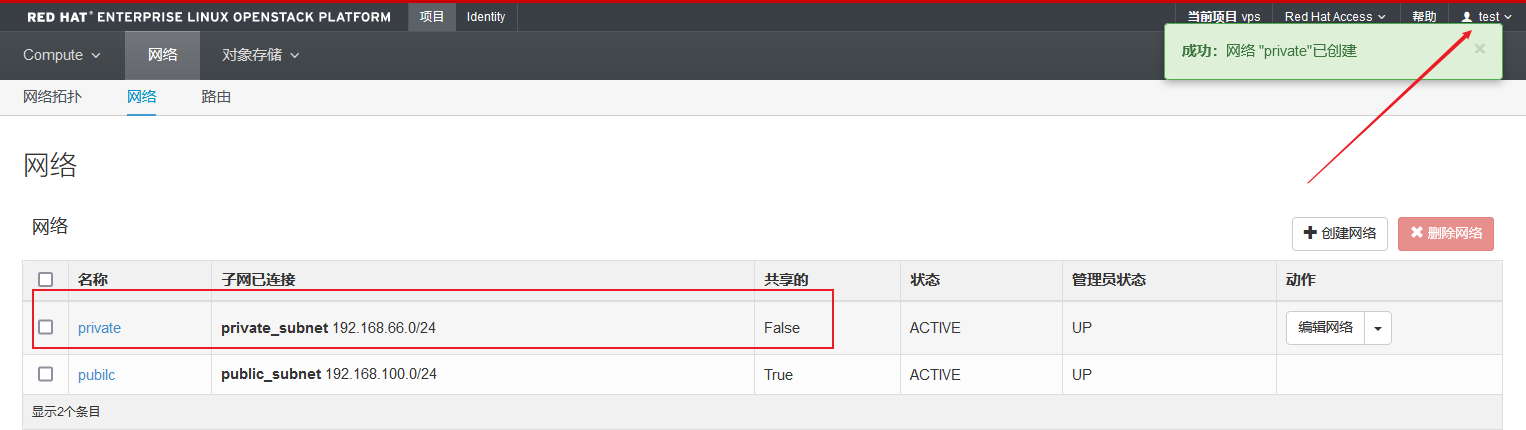 RED HAT® ENTERPRISE LINUX OPENSTACK PLATFORM 项目 Identity 当前项目 vps Red Hat Access 帮助 test
Compute 网络 对象存储
成功：网络 "private"已创建 ×
网络拓扑 网络 路由
网络
网络
创建网络 删除网络
名称 子网已连接 共享的 状态 管理员状态 动作
private private_subnet 192.168.66.0/24 False ACTIVE UP 编辑网络
pubilc public_subnet 192.168.100.0/24 True ACTIVE UP
显示2个条目